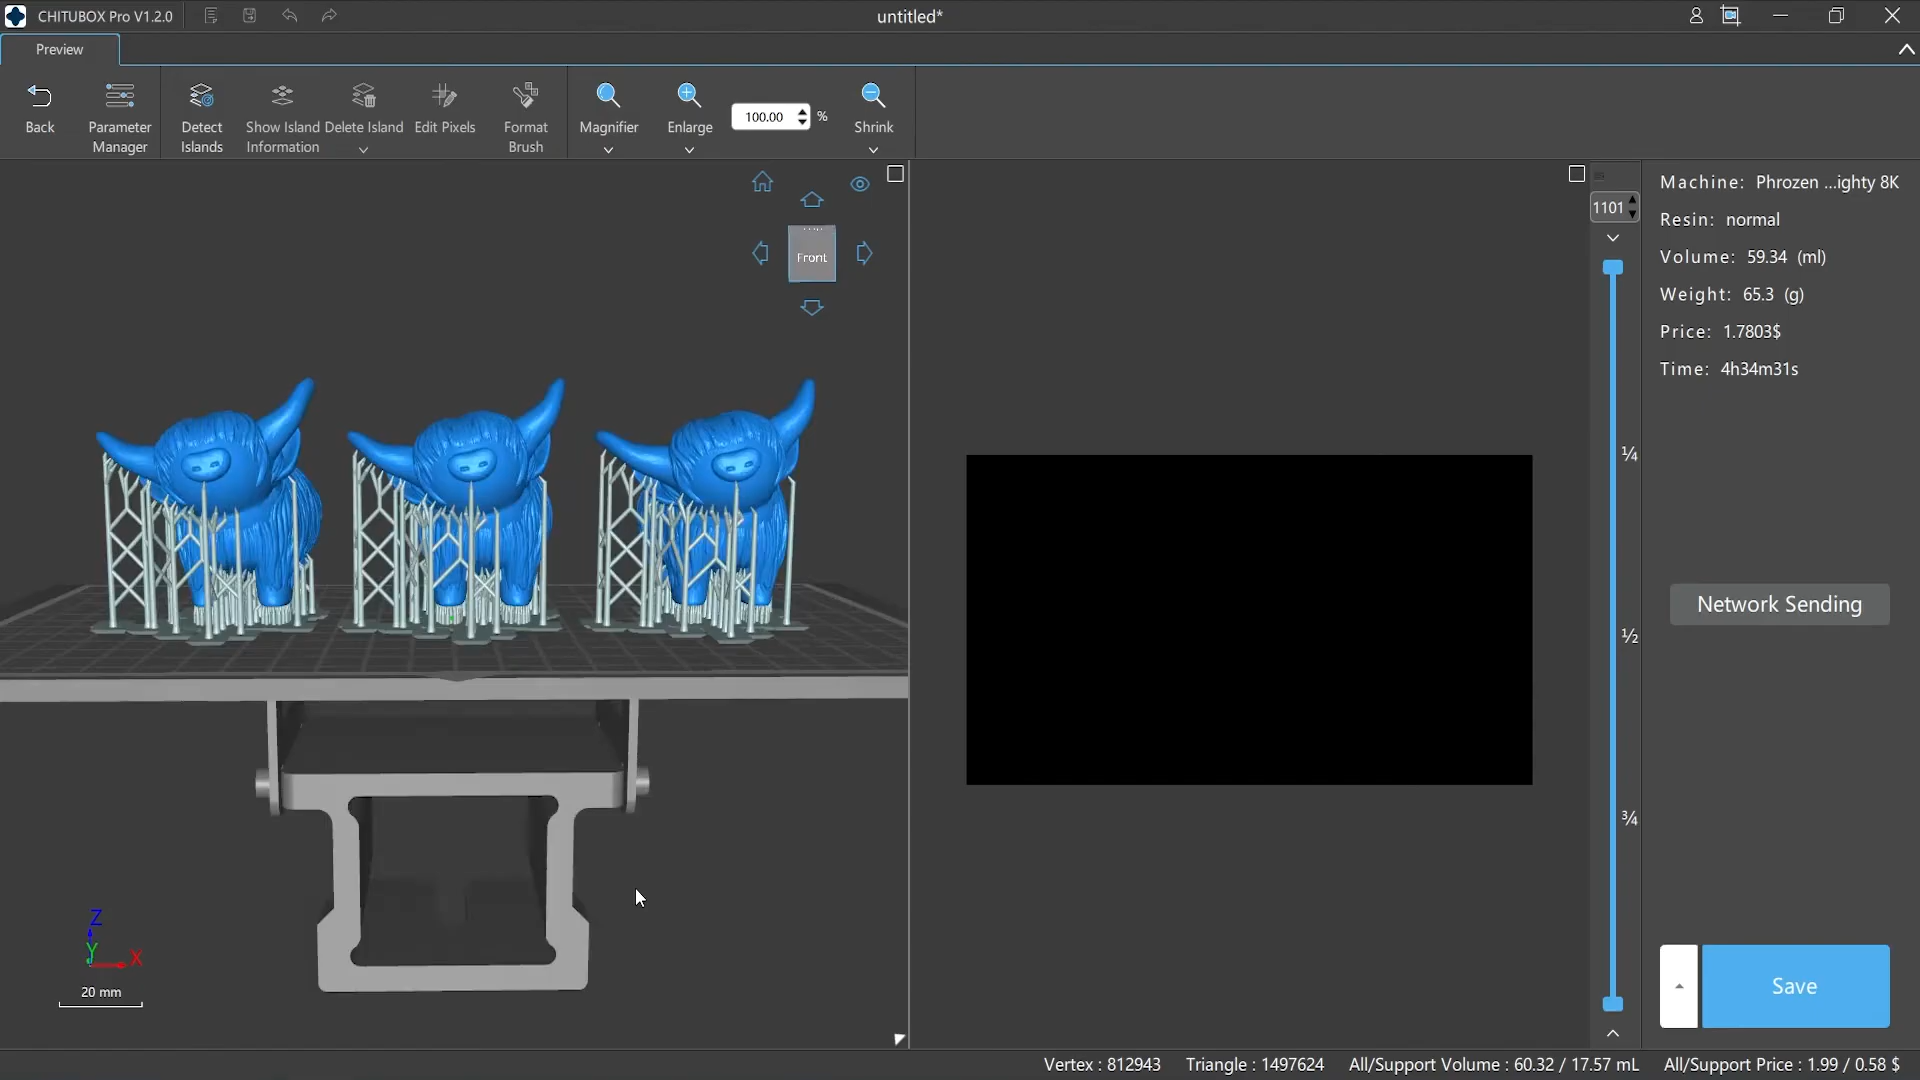 CHITUBOX Pro V1.2.0
untitled*
Preview
Back
Parameter
Manager
Detect
Islands
Show Island
Information
Delete Island
Edit Pixels
Format
Brush
Magnifier
Enlarge
100.00
%
Shrink
Front
1101
Machine: Phrozen ...ighty 8K
Resin: normal
Volume: 59.34 (ml)
Weight: 65.3 (g)
Price: 1.7803$
Time: 4h34m31s
¼
½
¾
Network Sending
Z
Y
X
20 mm
Save
Vertex : 812943 Triangle : 1497624 All/Support Volume : 60.32 / 17.57 mL All/Support Price : 1.99 / 0.58 $